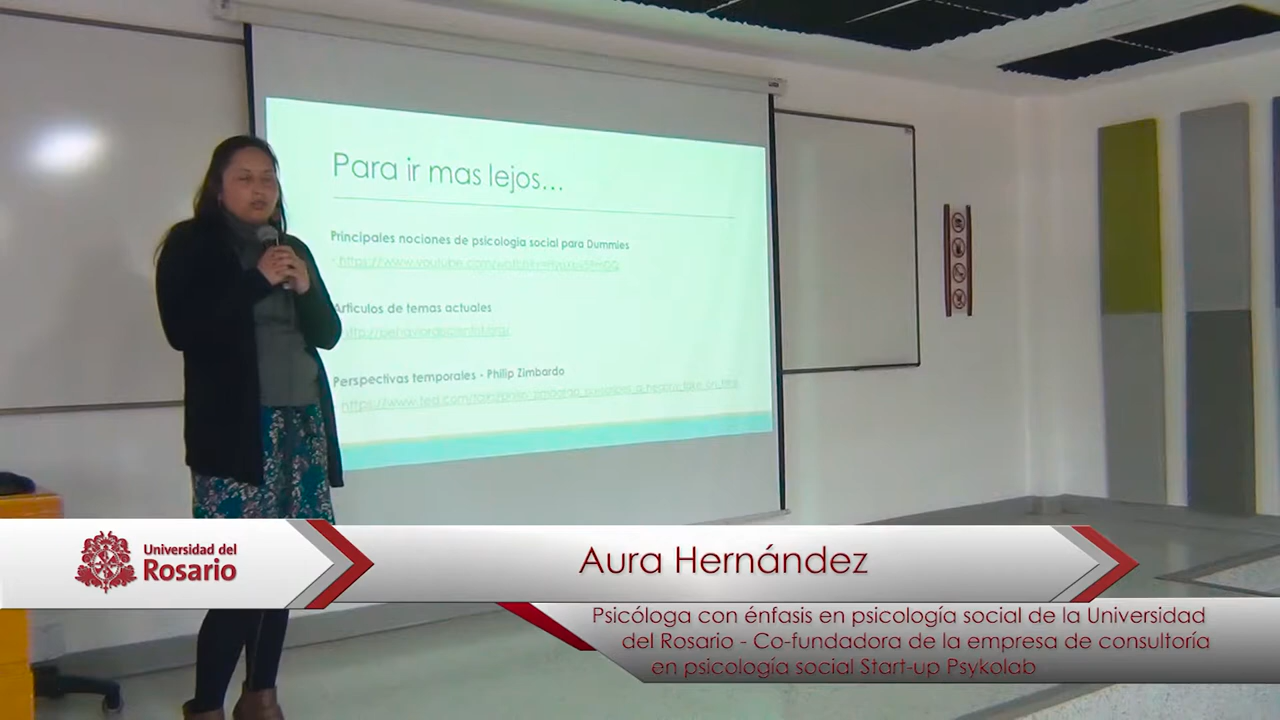 Para ir mas lejos...
Principales nociones de psicologia social para Dummies
Articulos de temas actuales
Perspectivas temporales - Philip Zimbardo
Universidad del
Rosario
Aura Hernández
Psicóloga con énfasis en psicología social de la Universidad
del Rosario - Co-fundadora de la empresa de consultoría
en psicología social Start-up Psykolab